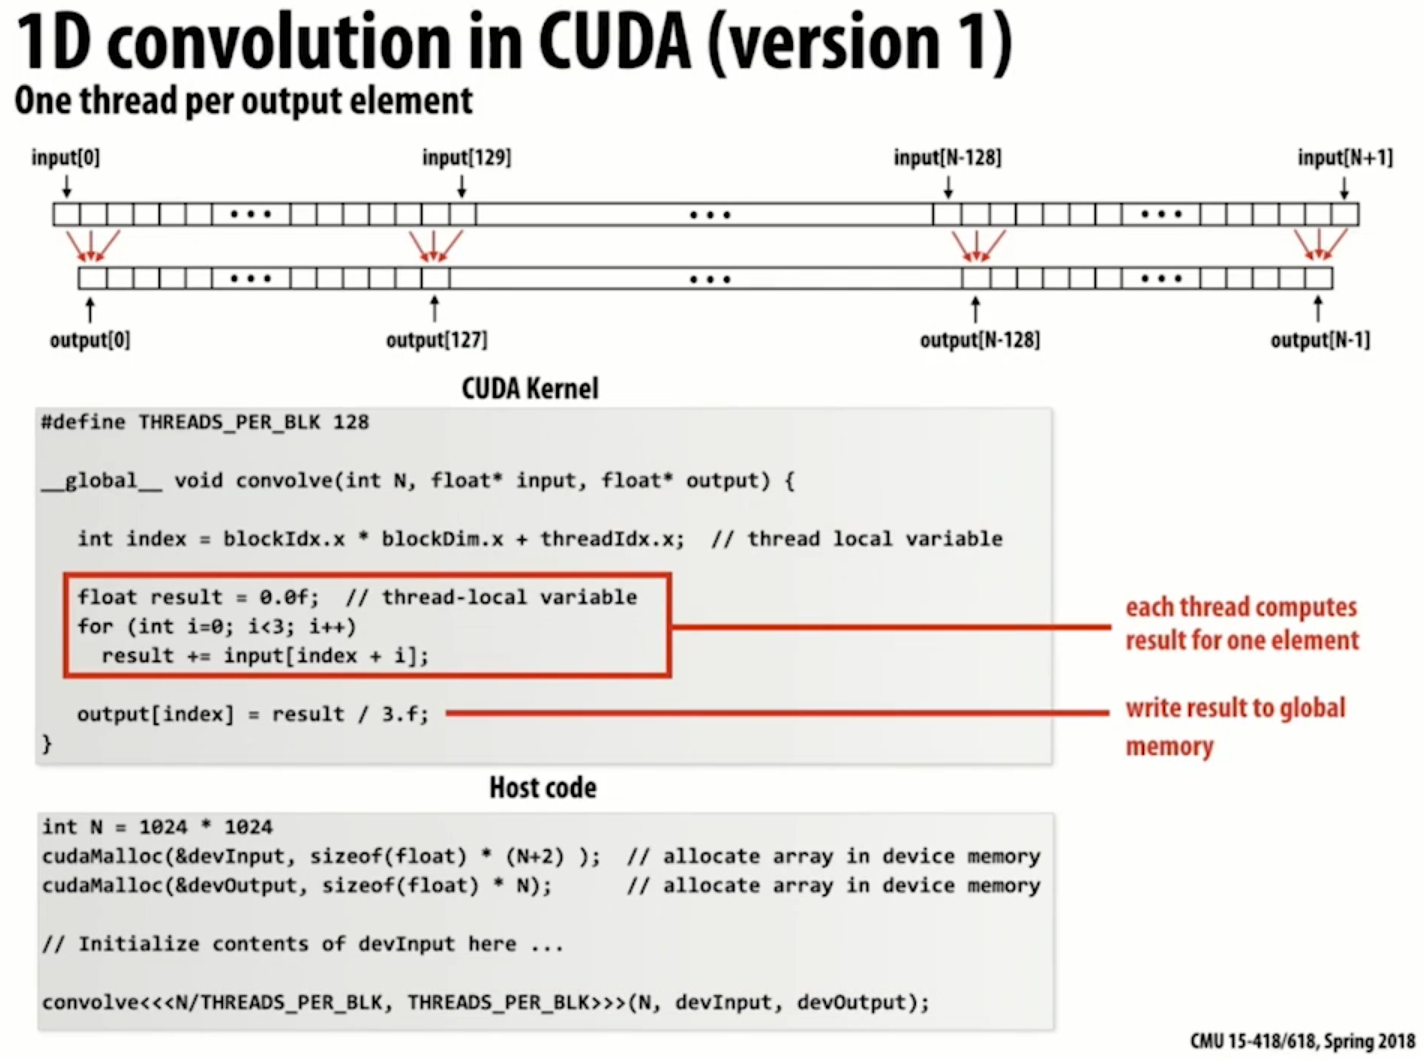 1D convolution in CUDA (version 1)
One thread per output element
input[0] input[129] input[N-128] input[N+1]
••• ••• •••
••• ••• •••
output[0] output[127] output[N-128] output[N-1]
CUDA Kernel
#define THREADS_PER_BLK 128
__global__ void convolve(int N, float* input, float* output) {
int index = blockIdx.x * blockDim.x + threadIdx.x;  // thread local variable
float result = 0.0f;  // thread-local variable
for (int i=0; i<3; i++)
result += input[index + i];
each thread computes
result for one element
output[index] = result / 3.f;
write result to global
memory
}
Host code
int N = 1024 * 1024
cudaMalloc(&devInput, sizeof(float) * (N+2) );  // allocate array in device memory
cudaMalloc(&devOutput, sizeof(float) * N);      // allocate array in device memory
// Initialize contents of devInput here ...
convolve<<<N/THREADS_PER_BLK, THREADS_PER_BLK>>>(N, devInput, devOutput);
CMU 15-418/618, Spring 2018